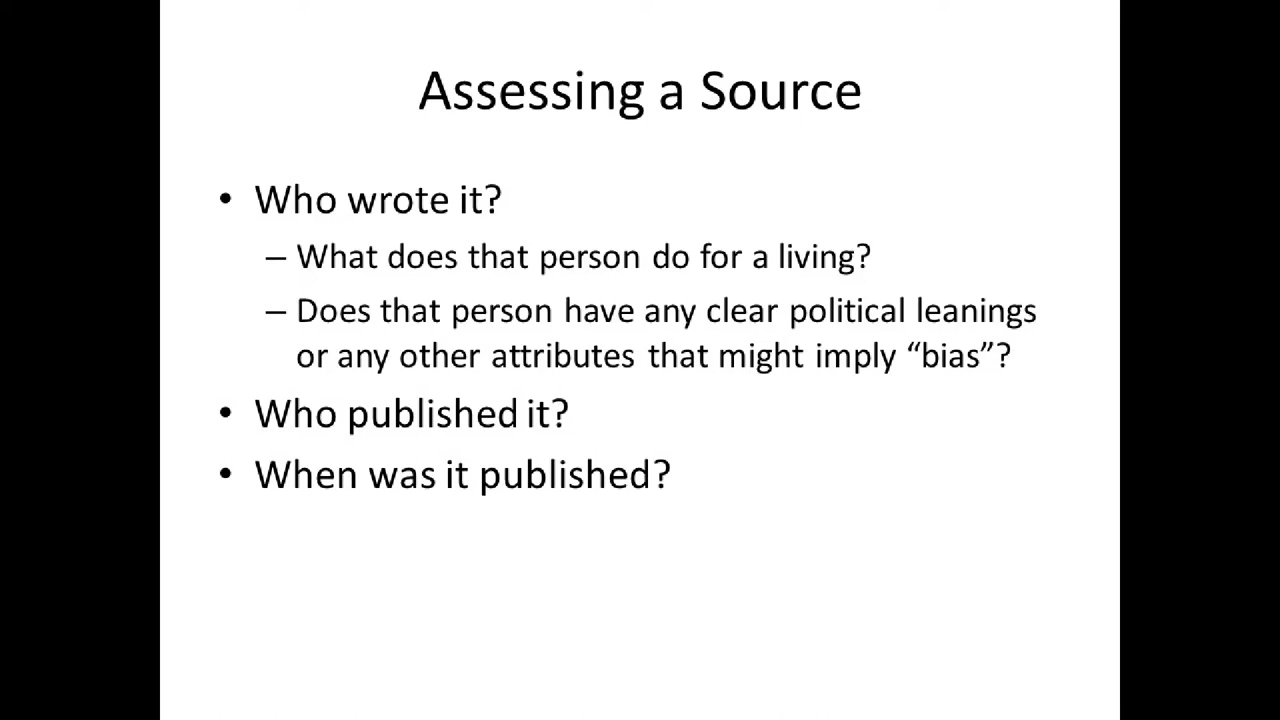 Assessing a Source
• Who wrote it?
– What does that person do for a living?
– Does that person have any clear political leanings
or any other attributes that might imply “bias”?
• Who published it?
• When was it published?